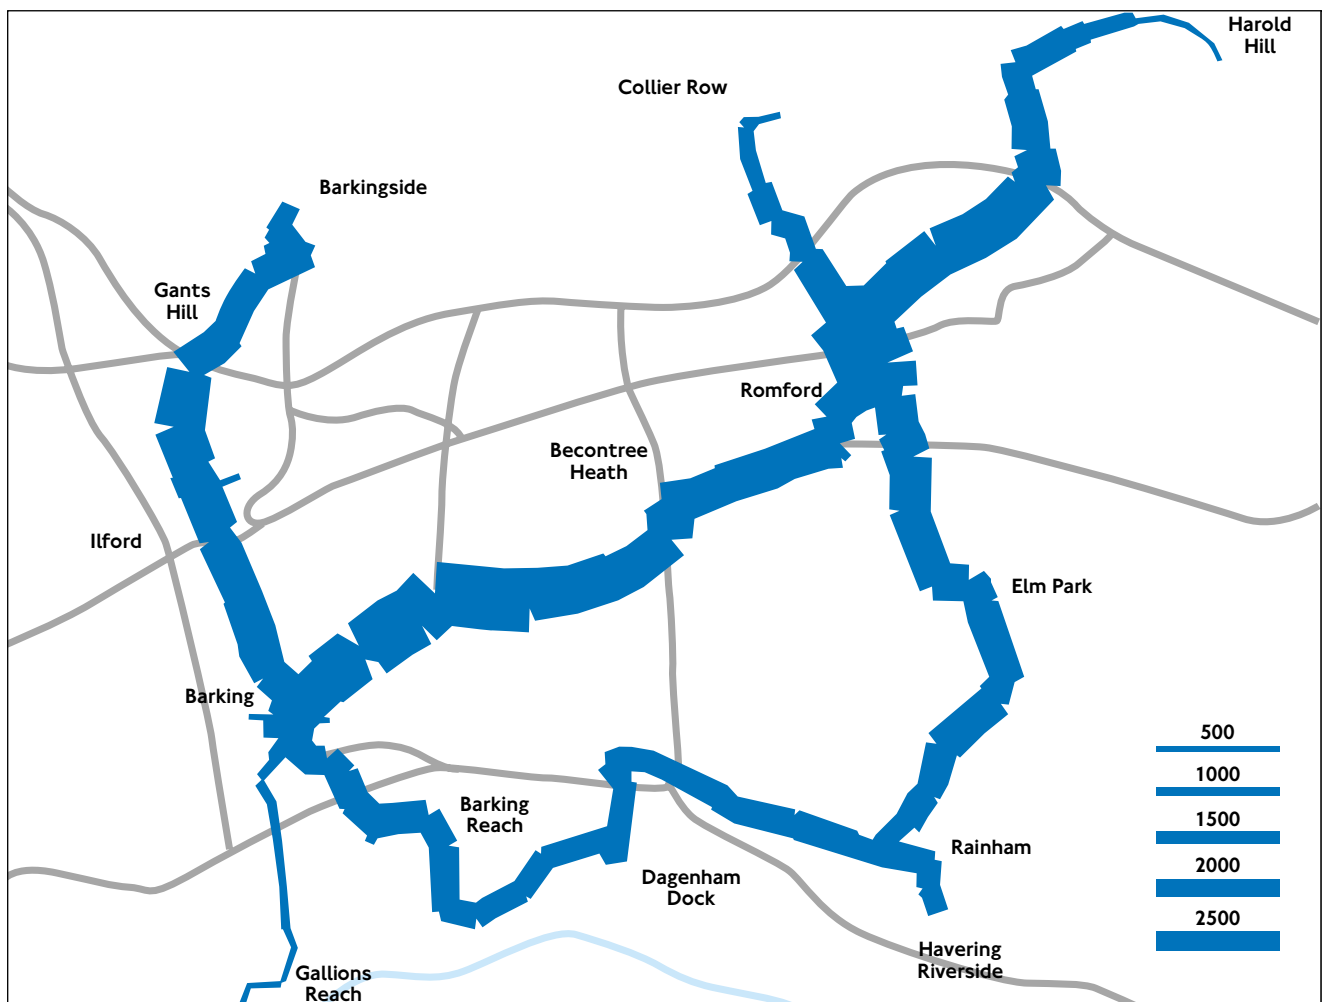 Harold
Hill
Collier Row
Barkingside
Gants
Hill
Romford
Becontree
Heath
Ilford
Elm Park
Barking
500
1000
1500
2000
2500
Barking
Reach
Rainham
Dagenham
Dock
Havering
Riverside
Gallions
Reach